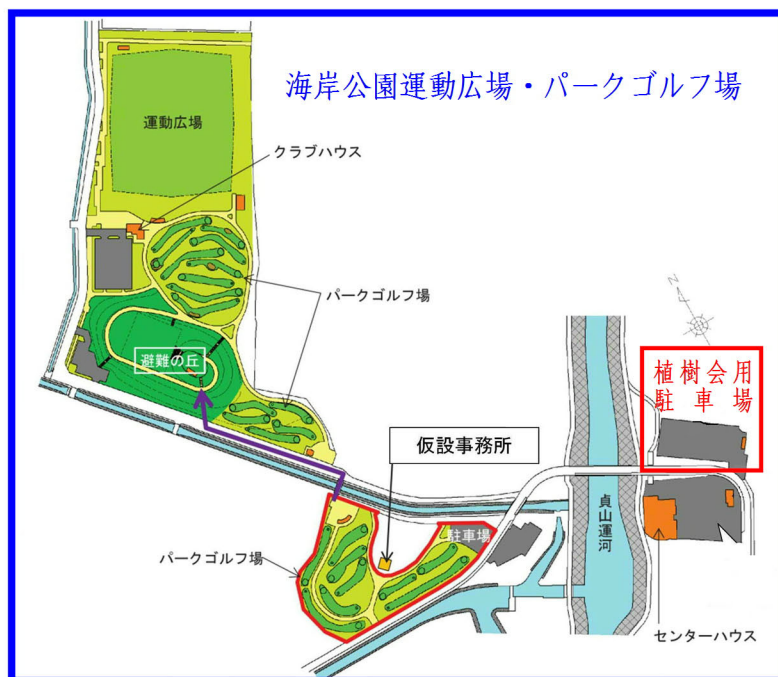 海岸公園運動広場・パークゴルフ場
運動広場
クラブハウス
パークゴルフ場
避難の丘
N
植樹会用
駐車場
仮設事務所
駐車場
貞山運河
パークゴルフ場
センターハウス